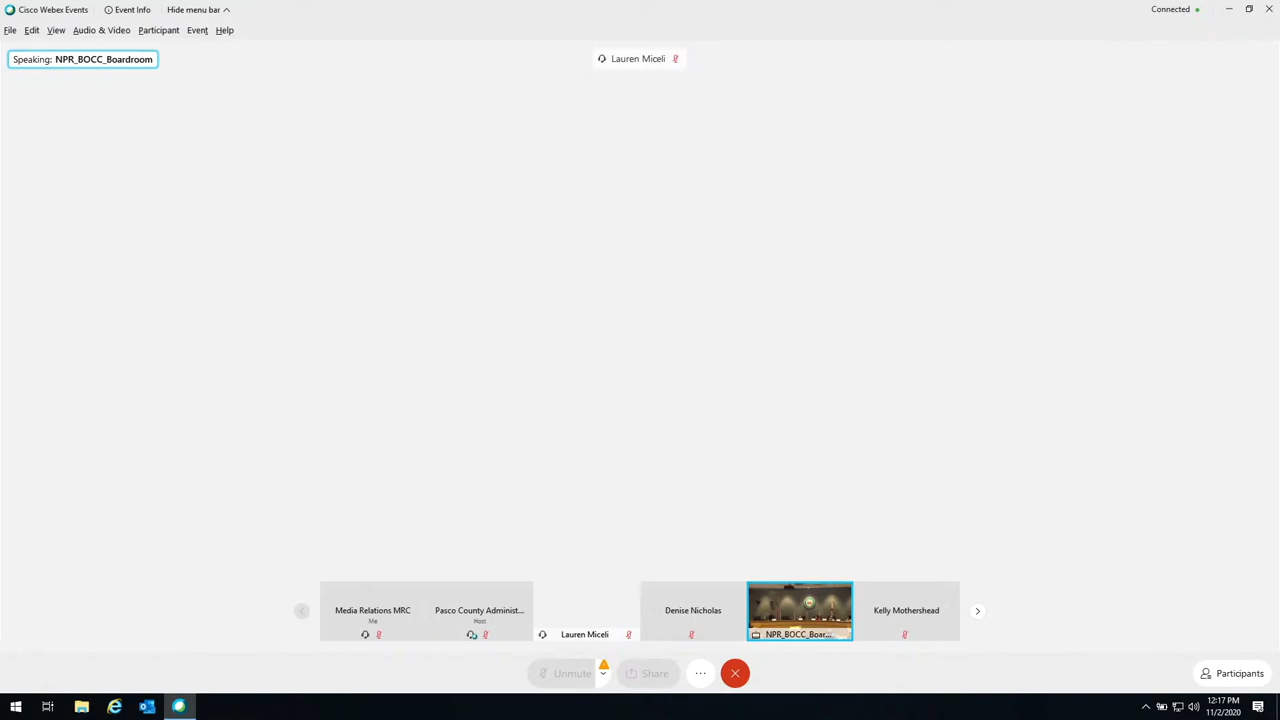 Cisco Webex Events Event Info Hide menu bar Connected
File Edit View Audio & Video Participant Event Help
Speaking: NPR_BOCC_Boardroom
Lauren Miceli
Media Relations MRC
Me
Pasco County Administ...
Host
Lauren Miceli
Denise Nicholas
NPR_BOCC_Boar...
Kelly Mothershead
Unmute Share Participants
12:17 PM
11/2/2020